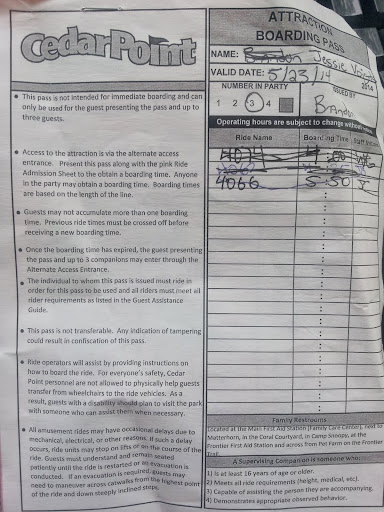 CedarPoint
ATTRACTION
BOARDING PASS
NAME: Jessie
VALID DATE: 5/23/14 2014
NUMBER IN PARTY
ISSUED BY
1 2 3 4
Brandon
Operating hours are subject to change without
Ride Name Boarding Time Staff Initials
4066 5:50 J
• This pass is not intended for immediate boarding and can
only be used for the guest presenting the pass and up to
three guests.
• Access to the attraction is via the alternate access
entrance. Present this pass along with the pink Ride
Admission Sheet to the obtain a boarding time. Anyone
in the party may obtain a boarding time. Boarding times
are based on the length of the line.
• Guests may not accumulate more than one boarding
time. Previous ride times must be crossed off before
receiving a new boarding time.
• Once the boarding time has expired, the guest presenting
the pass and up to 3 companions may enter through the
Alternate Access Entrance.
• The individual to whom this pass is issued must ride in
order for this pass to be used and all riders must meet all
rider requirements as listed in the Guest Assistance
Guide.
• This pass is not transferable. Any indication of tampering
could result in confiscation of this pass.
• Ride operators will assist by providing instructions on
how to board the ride. For everyone's safety, Cedar
Point personnel are not allowed to physically help guests
transfer from wheelchairs to the ride vehicles. As a
result, guests with a disability should plan to visit the park
with someone who can assist them when necessary.
• All amusement rides may have occasional delays due to
mechanical, electrical, or other reasons. If such a delay
occurs, ride units may stop on lifts or on the course of the
ride. Guests must understand and remain seated
patiently until the ride is restarted or an evacuation is
conducted. If an evacuation is required, guests may
need to maneuver across catwalks from the highest point
of the ride and down steeply inclined steps.
Family Restrooms
Located at the Main First Aid Station (Family Care Center), next to
Matterhorn, in the Coral Courtyard, in Camp Snoopy, at the
Frontier First Aid Station and across from Pet Farm on the Frontier
Trail.
A Supervising Companion is someone who:
1) Is at least 16 years of age or older.
2) Meets all ride requirements (height, medical, etc).
3) Capable of assisting the person they are accompanying.
4) Demonstrates appropriate observed behavior.